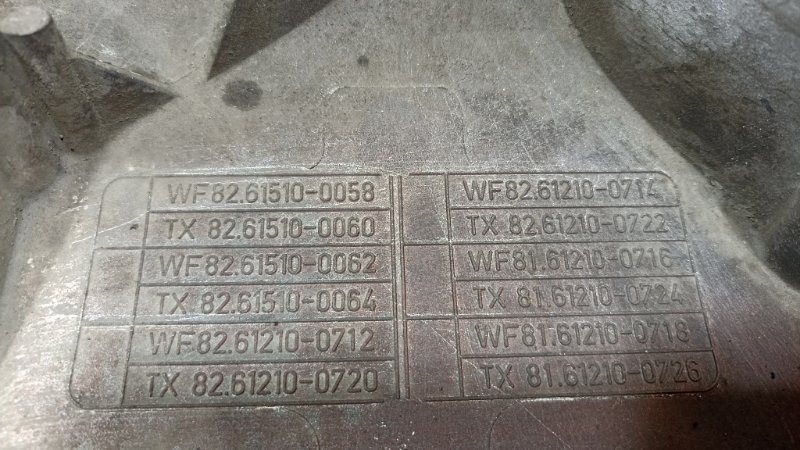 WF82.61510-0058
TX 82.61510-0060
WF82.61510-0062
TX 82.61510-0064
WF82.61210-0712
TX 82.61210-0720
WF82.61210-0714
TX 82.61210-0722
WF81.61210-0716
TX 81.61210-0724
WF81.61210-0718
TX 81.61210-0726